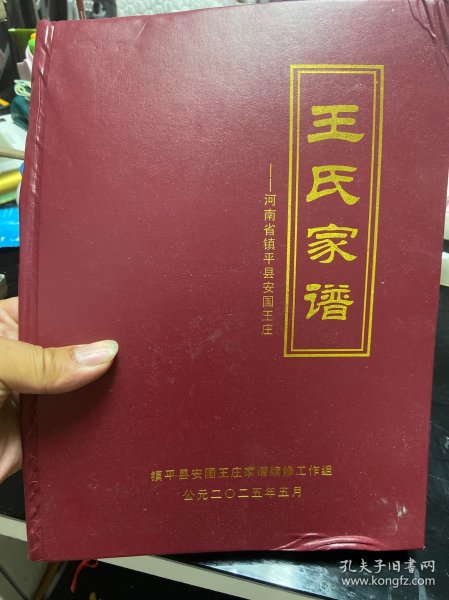 王氏家谱
——河南省镇平县安国王庄
镇平县安国王庄家谱续修工作组
公元二〇二五年五月
孔夫子旧书网
www.kongfz.com